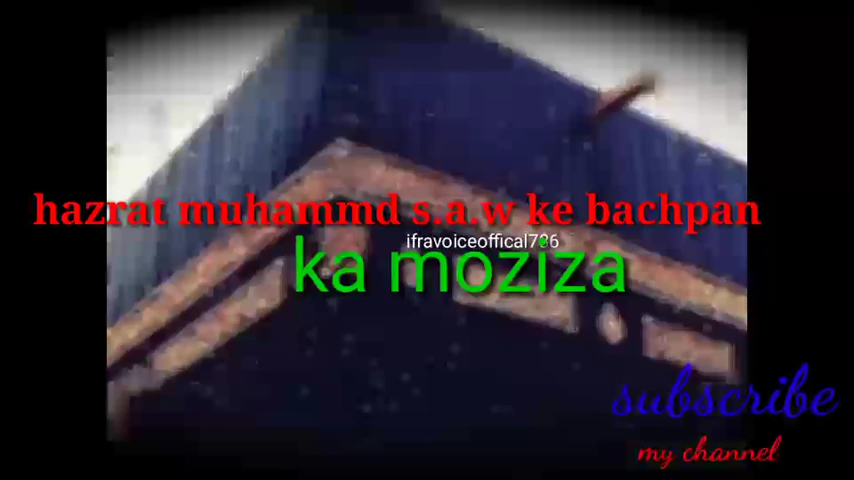 hazrat muhammd s.a.w ke bachpan
ifravoiceoffical786
ka moziza
subscribe
my channel